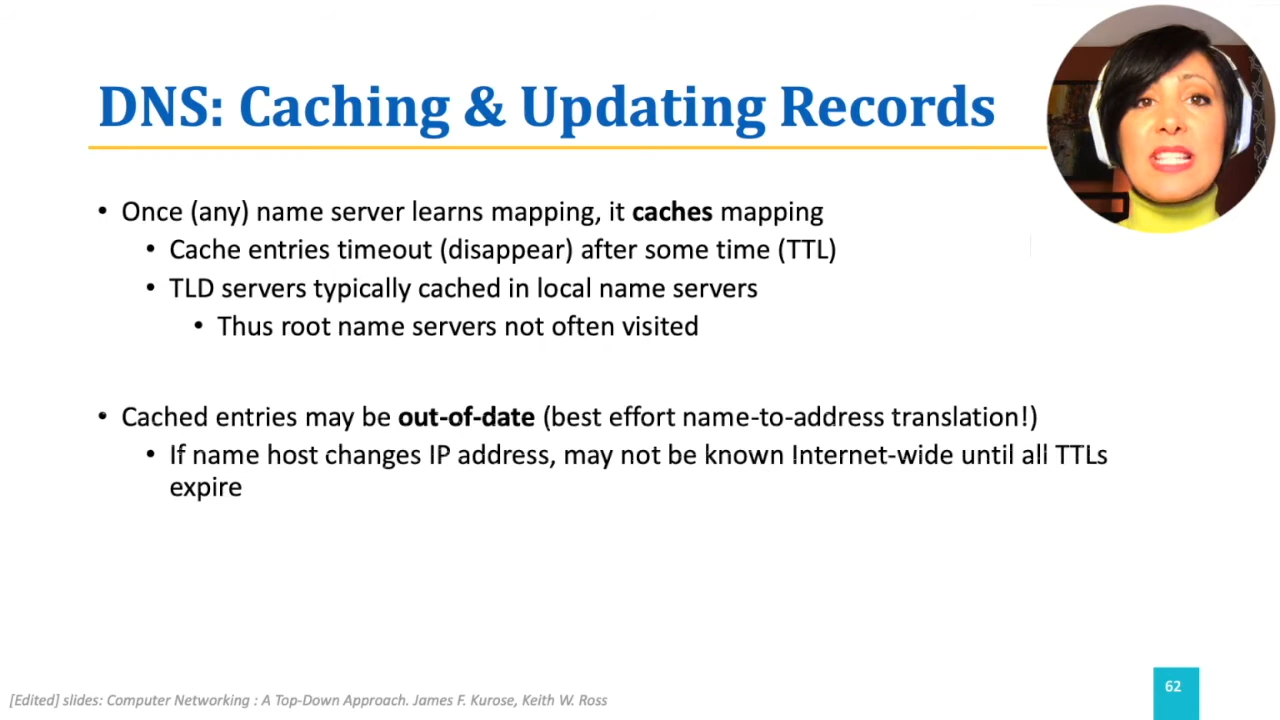 DNS: Caching & Updating Records
• Once (any) name server learns mapping, it caches mapping
• Cache entries timeout (disappear) after some time (TTL)
• TLD servers typically cached in local name servers
• Thus root name servers not often visited
• Cached entries may be out-of-date (best effort name-to-address translation!)
• If name host changes IP address, may not be known Internet-wide until all TTLs
expire
[Edited] slides: Computer Networking : A Top-Down Approach. James F. Kurose, Keith W. Ross
62